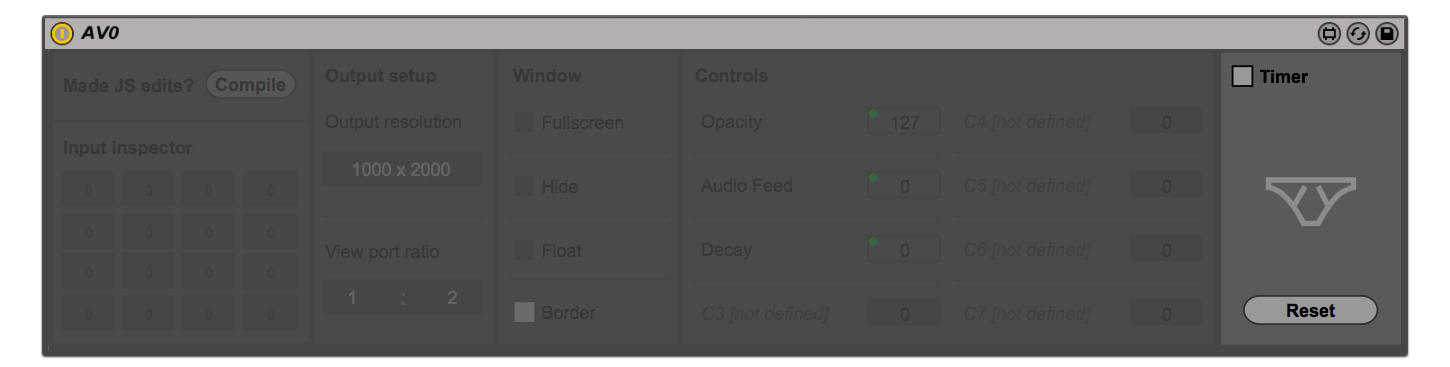 AV0
Made JS edits? Compile
Input inspector
0 0 0 0
0 0 0 0
0 0 0 0
0 0 0 0
Output setup
Output resolution
1000 x 2000
View port ratio
1 : 2
Window
Fullscreen
Hide
Float
Border
Controls
Opacity 127 C4 [not defined] 0
Audio Feed 0 C5 [not defined] 0
Decay 0 C6 [not defined] 0
C3 [not defined] 0 C7 [not defined] 0
Timer
Reset